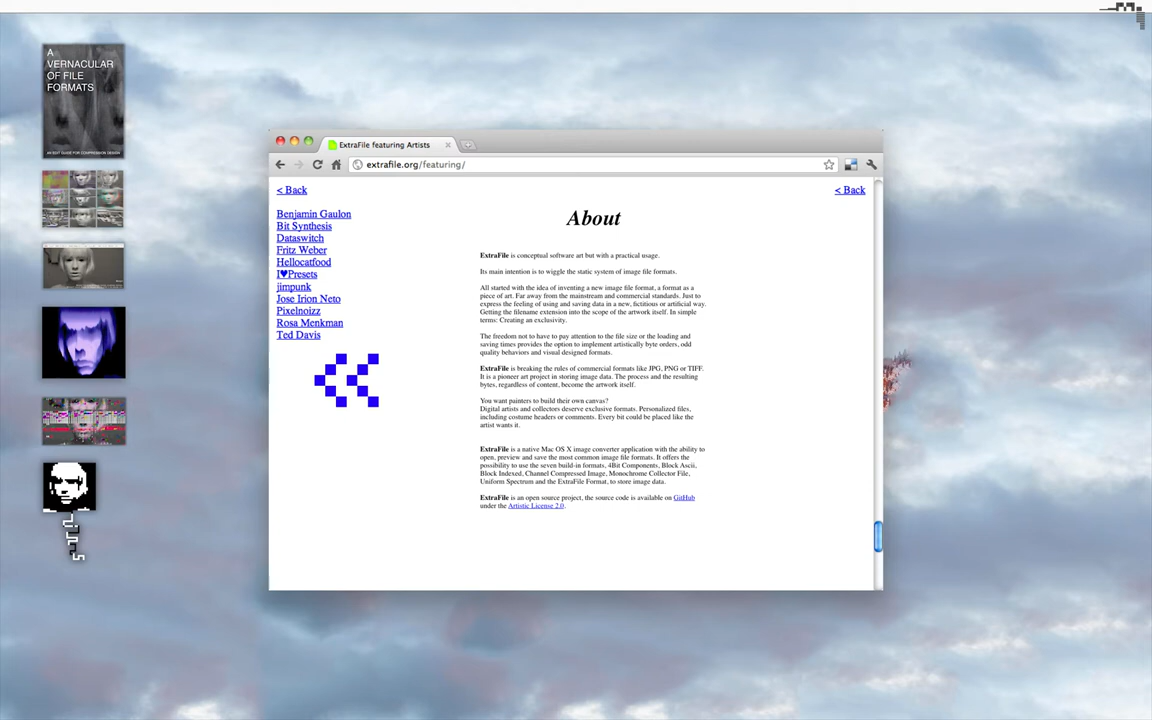 A
VERNACULAR
OF FILE
FORMATS
AN EDIT GUIDE FOR COMPRESSION DESIGN
ExtraFile featuring Artists
extrafile.org/featuring/
< Back
< Back
Benjamin Gaulon
Bit Synthesis
Dataswitch
Fritz Weber
Hellocatfood
I♥Presets
jimpunk
Jose Irion Neto
Pixelnoizz
Rosa Menkman
Ted Davis
About
ExtraFile is conceptual software art but with a practical usage.
Its main intention is to wiggle the static system of image file formats.
All started with the idea of inventing a new image file format, a format as a
piece of art. Far away from the mainstream and commercial standards. Just to
express the feeling of using and saving data in a new, fictitious or artificial way.
Getting the filename extension into the scope of the artwork itself. In simple
terms: Creating an exclusivity.
The freedom not to have to pay attention to the file size or the loading and
saving times provides the option to implement artistically byte orders, odd
quality behaviors and visual designed formats.
ExtraFile is breaking the rules of commercial formats like JPG, PNG or TIFF.
It is a pioneer art project in storing image data. The process and the resulting
bytes, regardless of content, become the artwork itself.
You want painters to build their own canvas?
Digital artists and collectors deserve exclusive formats. Personalized files,
including costume headers or comments. Every bit could be placed like the
artist wants it.
ExtraFile is a native Mac OS X image converter application with the ability to
open, preview and save the most common image file formats. It offers the
possibility to use the seven build-in formats, 4Bit Components, Block Ascii,
Block Indexed, Channel Compressed Image, Monochrome Collector File,
Uniform Spectrum and the ExtraFile Format, to store image data.
ExtraFile is an open source project, the source code is available on GitHub
under the Artistic License 2.0.